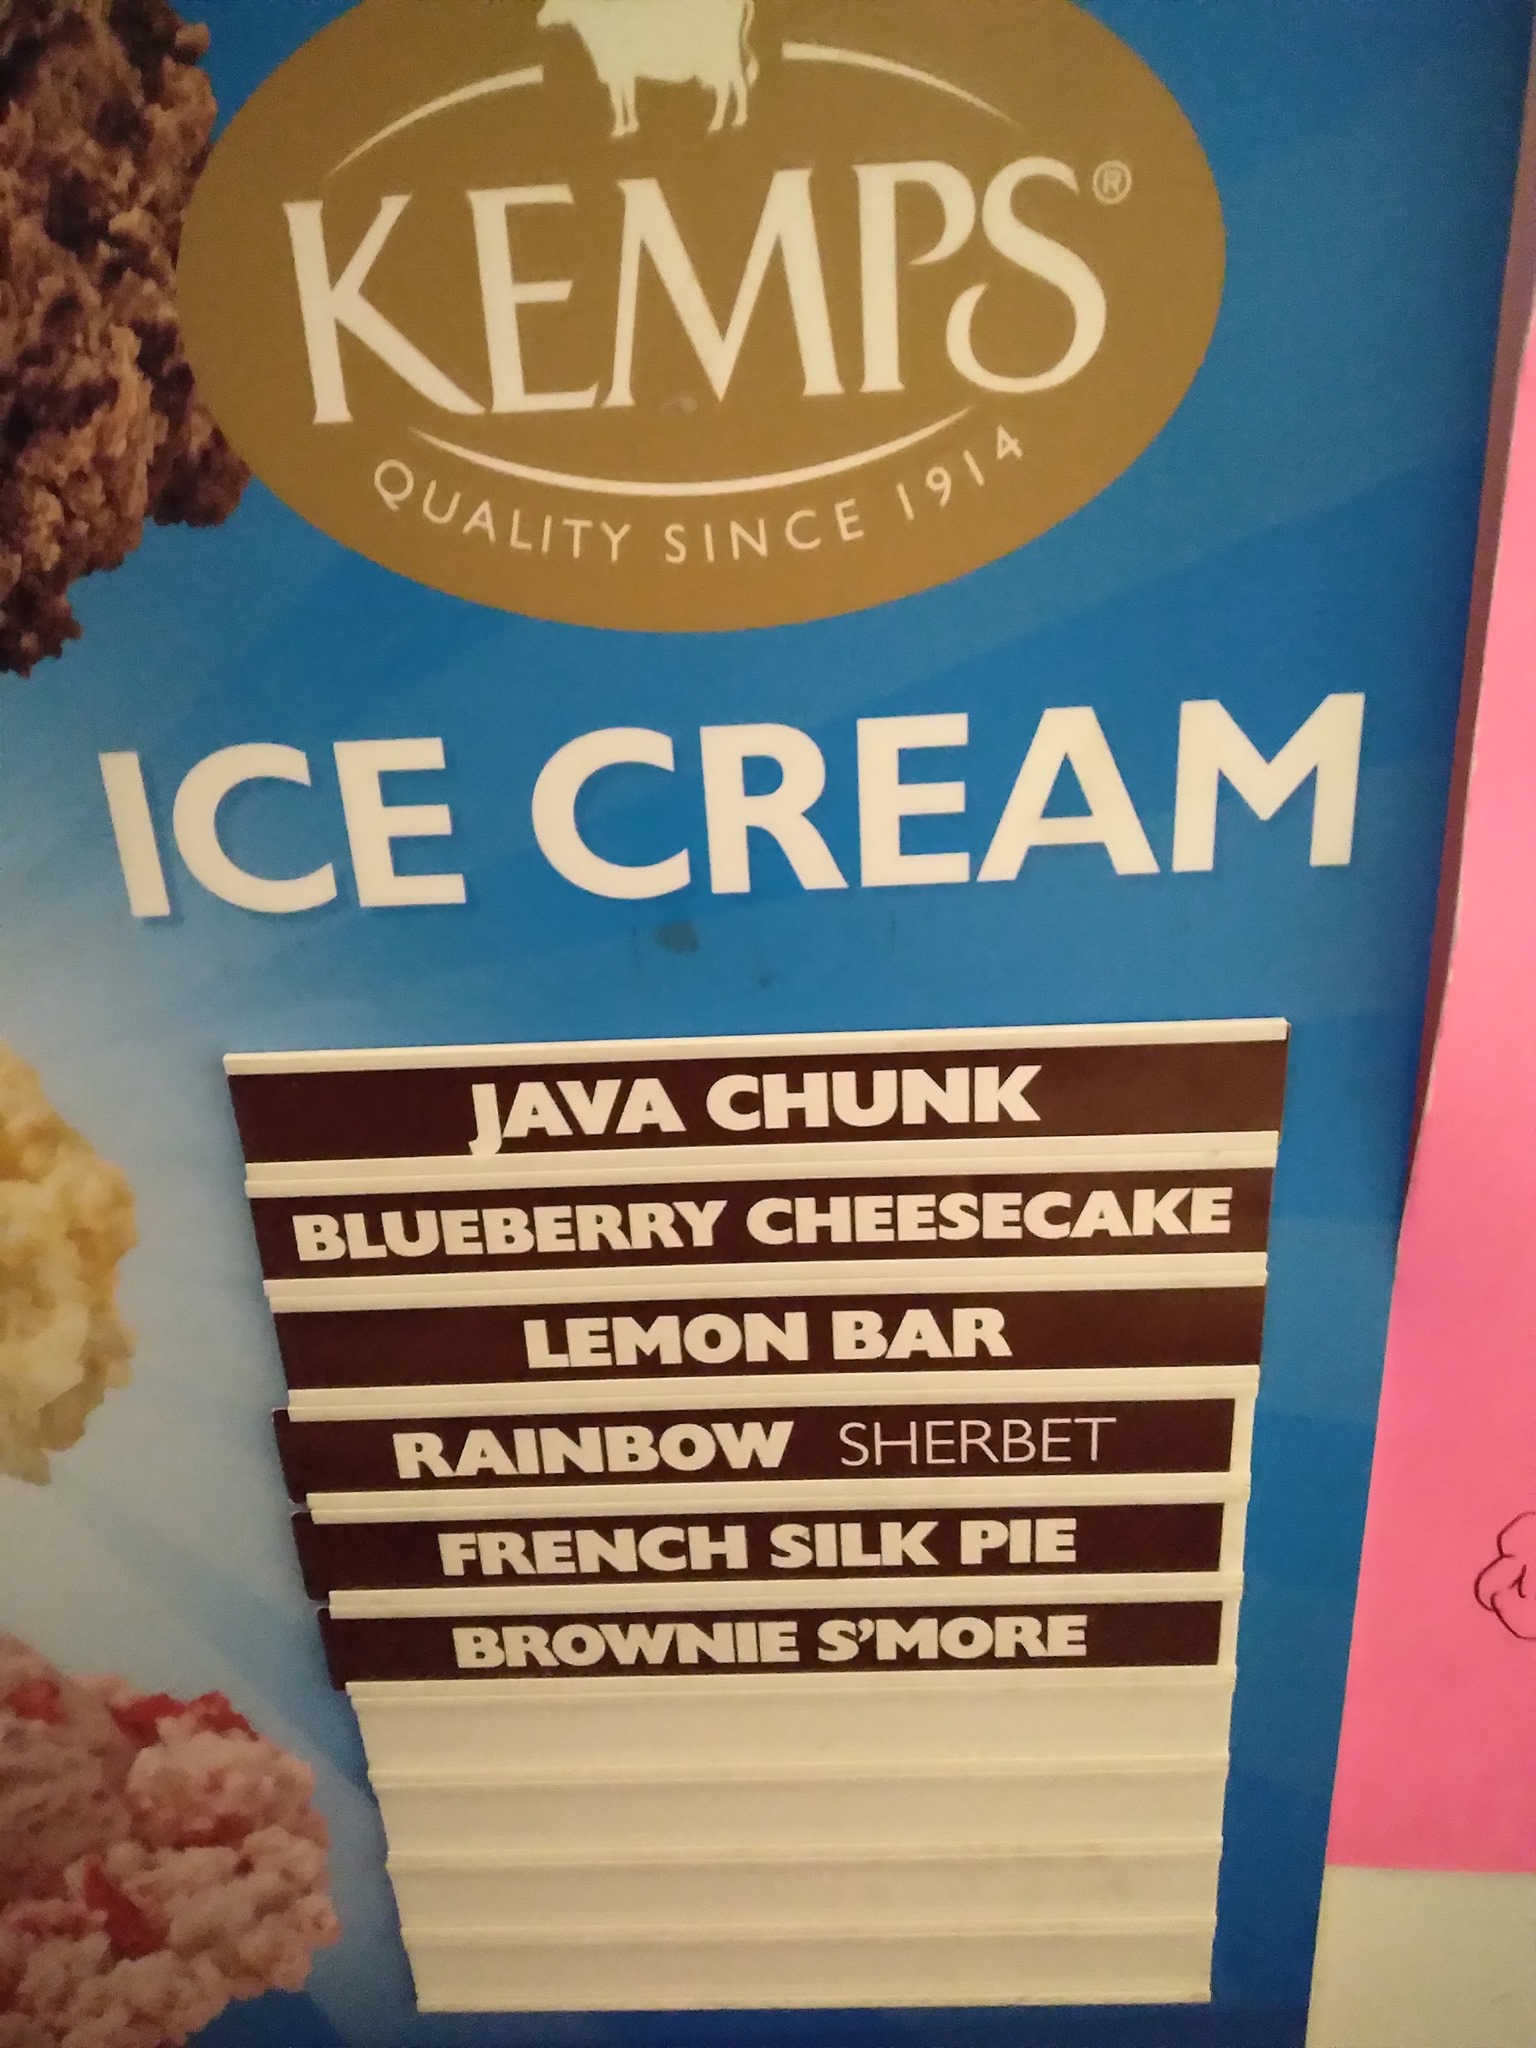 KEMPS®
QUALITY SINCE 1914
ICE CREAM
JAVA CHUNK
BLUEBERRY CHEESECAKE
LEMON BAR
RAINBOW SHERBET
FRENCH SILK PIE
BROWNIE S'MORE